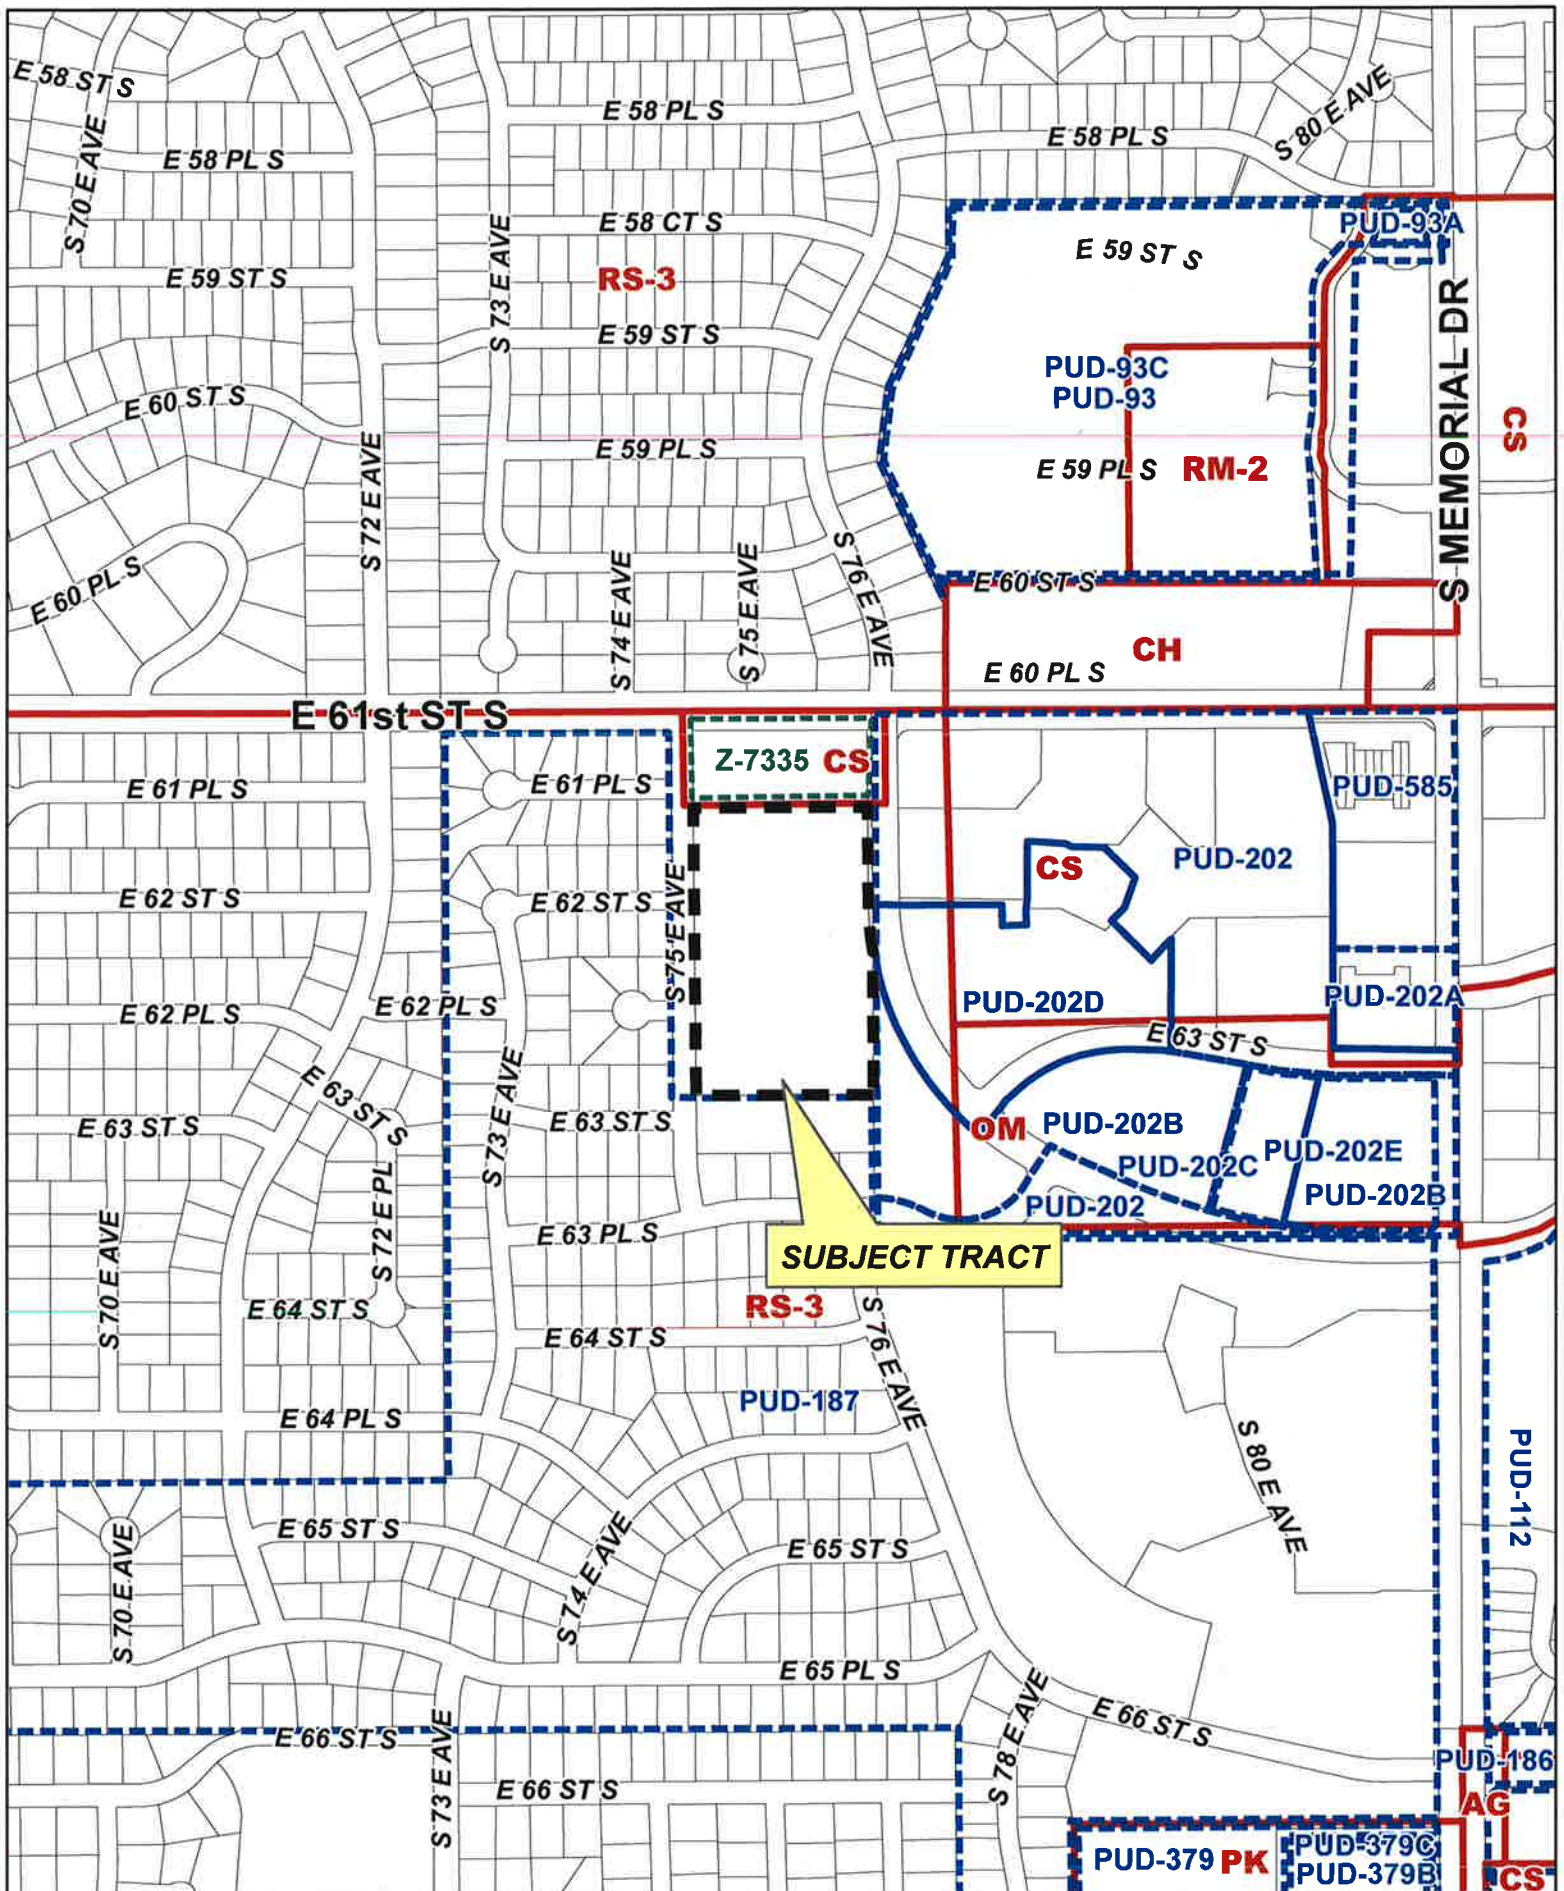 E 58 ST S
S 70 E AVE
E 58 PL S
E 58 PL S
E 58 PL S
S 80 E AVE
E 58 CT S
PUD-93A
E 59 ST S
E 59 ST S
RS-3
S 73 E AVE
E 59 ST S
S MEMORIAL DR
PUD-93C
PUD-93
E 60 ST S
CS
E 59 PL S
E 59 PL S
RM-2
S 72 E AVE
E 60 PL S
S 74 E AVE
S 75 E AVE
S 76 E AVE
E 60 ST S
CH
E 60 PL S
E 61st ST S
Z-7335
CS
E 61 PL S
E 61 PL S
PUD-585
CS
PUD-202
E 62 ST S
E 62 ST S
S 75 E AVE
E 62 PL S
E 62 PL S
PUD-202D
PUD-202A
E 63 ST S
E 63 ST S
S 73 E AVE
E 63 ST S
E 63 ST S
OM
PUD-202B
PUD-202C
PUD-202E
PUD-202B
PUD-202
S 72 E PL
S 70 E AVE
E 63 PL S
SUBJECT TRACT
E 64 ST S
RS-3
E 64 ST S
S 76 E AVE
PUD-187
E 64 PL S
S 80 E AVE
PUD-112
E 65 ST S
S 70 E AVE
S 74 E AVE
E 65 ST S
E 65 PL S
S 78 E AVE
E 66 ST S
E 66 ST S
S 73 E AVE
E 66 ST S
PUD-186
AG
PUD-379
PK
PUD-379C
PUD-379B
CS